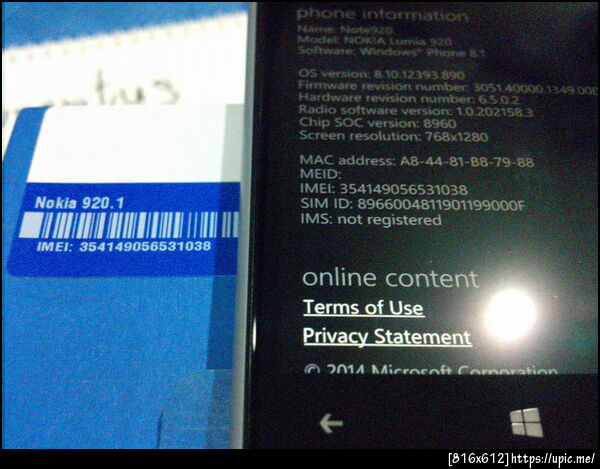 Nokia 920.1
IMEI: 354149056531038
phone information
Name: Note920
Model: NOKIA Lumia 920
Software: Windows® Phone 8.1
OS version: 8.10.12393.890
Firmware revision number: 3051.40000.1349.000
Hardware revision number: 6.5.0.2
Radio software version: 1.0.202158.3
Chip SOC version: 8960
Screen resolution: 768x1280
MAC address: A8-44-81-B8-79-88
MEID:
IMEI: 354149056531038
SIM ID: 8966004811901199000F
IMS: not registered
online content
Terms of Use
Privacy Statement
© 2014 Microsoft Corporation
[816x612]https://upic.me/